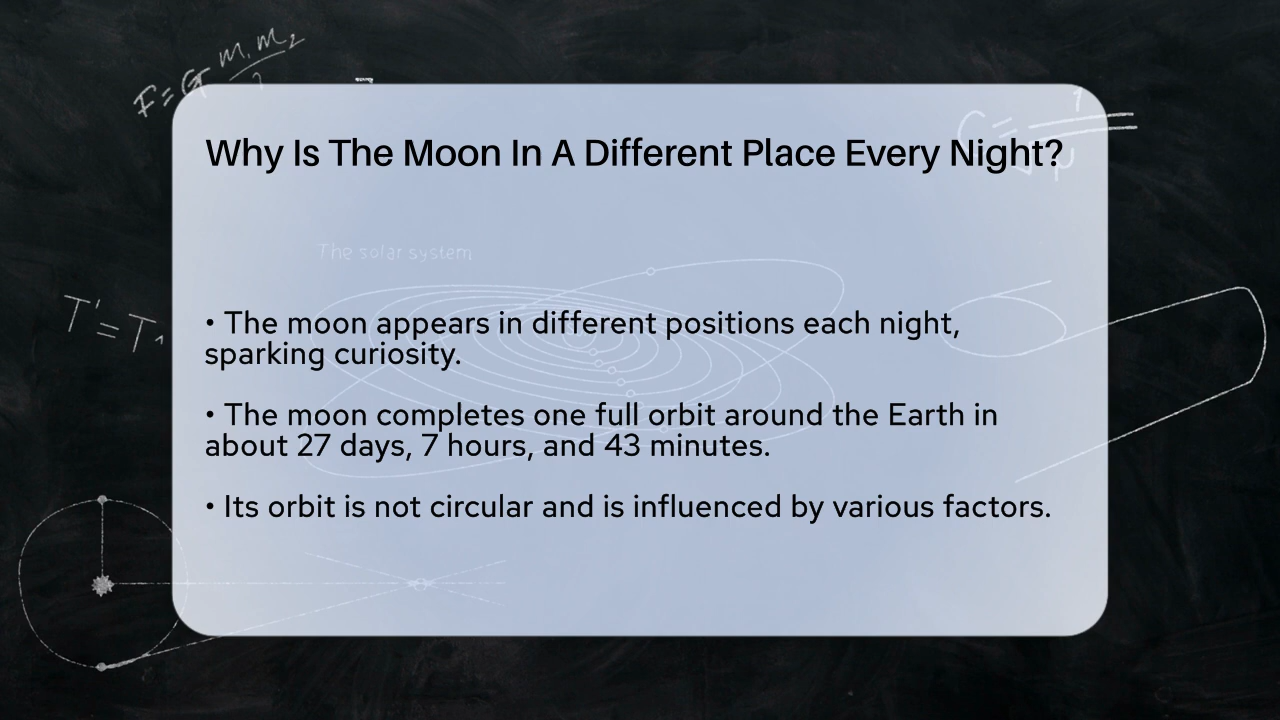 F = G m₁ m₂
Why Is The Moon In A Different Place Every Night?
The solar system
T' = T
• The moon appears in different positions each night,
sparking curiosity.
• The moon completes one full orbit around the Earth in
about 27 days, 7 hours, and 43 minutes.
• Its orbit is not circular and is influenced by various factors.